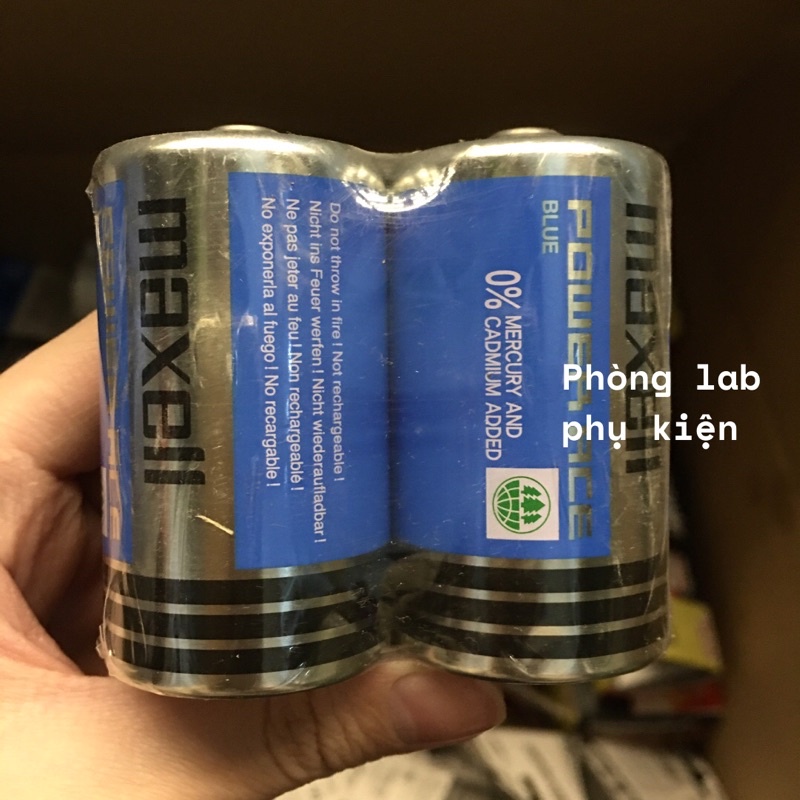 maxell
Do not throw in fire ! Not rechargeable !
Nicht ins Feuer werfen ! Nicht wiederaufladbar !
Ne pas jeter au feu ! Non rechargeable !
No exponerla al fuego ! No recargable !
maxell
POWER ACE
BLUE
0% MERCURY AND
CADMIUM ADDED
Phòng lab
phụ kiện